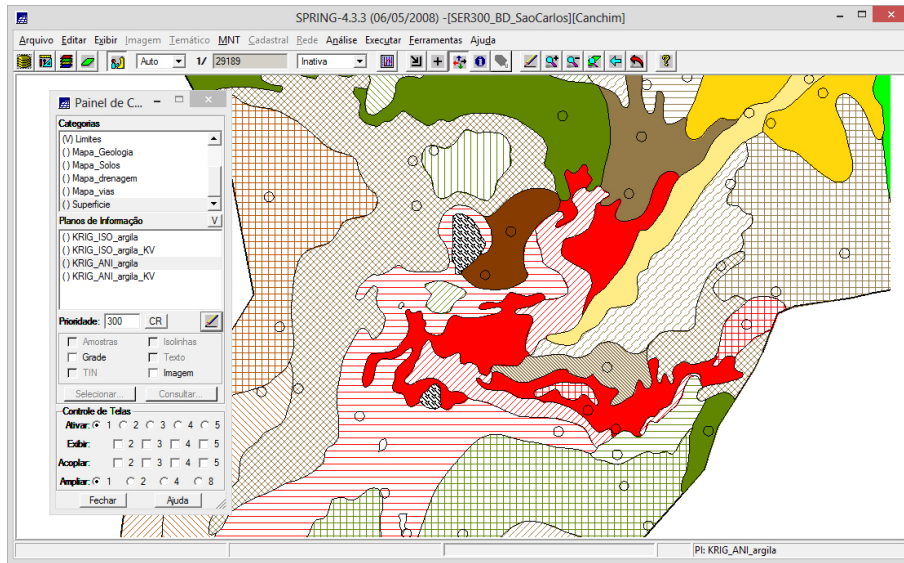 SPRING-4.3.3 (06/05/2008) -[SER300_BD_SaoCarlos][Canchim]
Arquivo Editar Exibir Imagem Temático MNT Cadastral Rede Análise Executar Ferramentas Ajuda
Auto 1/ 29189 Inativa
Painel de C...
Categorias
(V) Limites
( ) Mapa_Geologia
( ) Mapa_Solos
( ) Mapa_drenagem
( ) Mapa_vias
( ) Superficie
Planos de Informação V
( ) KRIG_ISO_argila
( ) KRIG_ISO_argila_KV
( ) KRIG_ANI_argila
( ) KRIG_ANI_argila_KV
Prioridade: 300 CR
Amostras Isolinhas
Grade Texto
TIN Imagem
Selecionar... Consultar...
Controle de Telas
Ativar: 1 2 3 4 5
Exibir: 2 3 4 5
Acoplar: 2 3 4 5
Ampliar: 1 2 4 8
Fechar Ajuda
PI: KRIG_ANI_argila